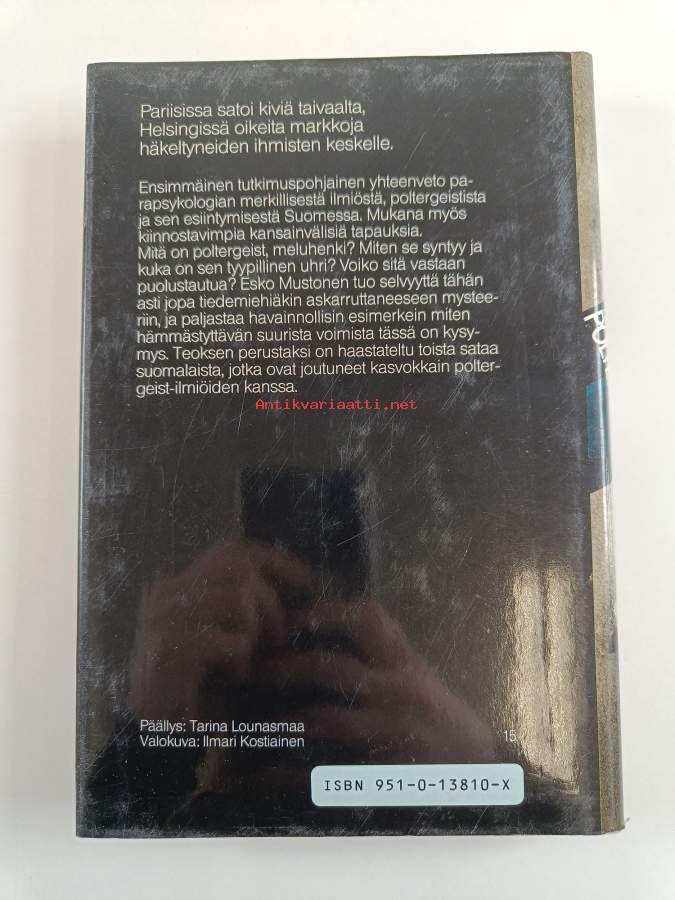 Pariisissa satoi kiviä taivaalta,
Helsingissä oikeita markkoja
häkeltyneiden ihmisten keskelle.
Ensimmäinen tutkimuspohjainen yhteenveto pa-
rapsykologian merkillisestä ilmiöstä, poltergeistista
ja sen esiintymisestä Suomessa. Mukana myös
kiinnostavimpia kansainvälisiä tapauksia.
Mitä on poltergeist, meluhenki? Miten se syntyy ja
kuka on sen tyypillinen uhri? Voiko sitä vastaan
puolustautua? Esko Mustonen tuo selvyyttä tähän
asti jopa tiedemiehiäkin askarruttaneeseen mystee-
riin, ja paljastaa havainnollisin esimerkein miten
hämmästyttävän suurista voimista tässä on kysy-
mys. Teoksen perustaksi on haastateltu toista sataa
suomalaista, jotka ovat joutuneet kasvokkain polter-
geist-ilmiöiden kanssa.
Antikvariaatti.net
Päällys: Tarina Lounasmaa
Valokuva: Ilmari Kostiainen
15
ISBN 951-0-13810-X